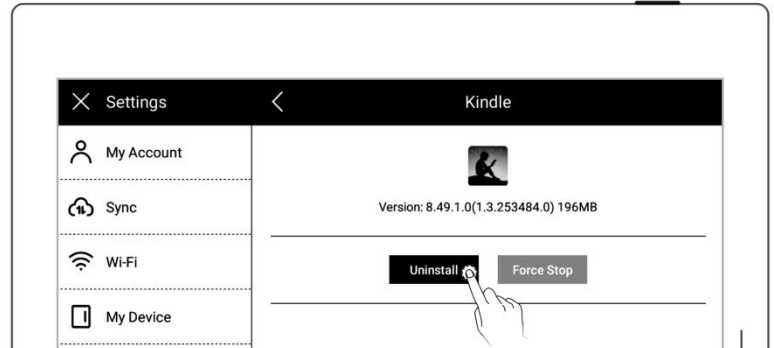 Settings
Kindle
My Account
Sync
Wi-Fi
My Device
Version: 8.49.1.0(1.3.253484.0) 196MB
Uninstall
Force Stop